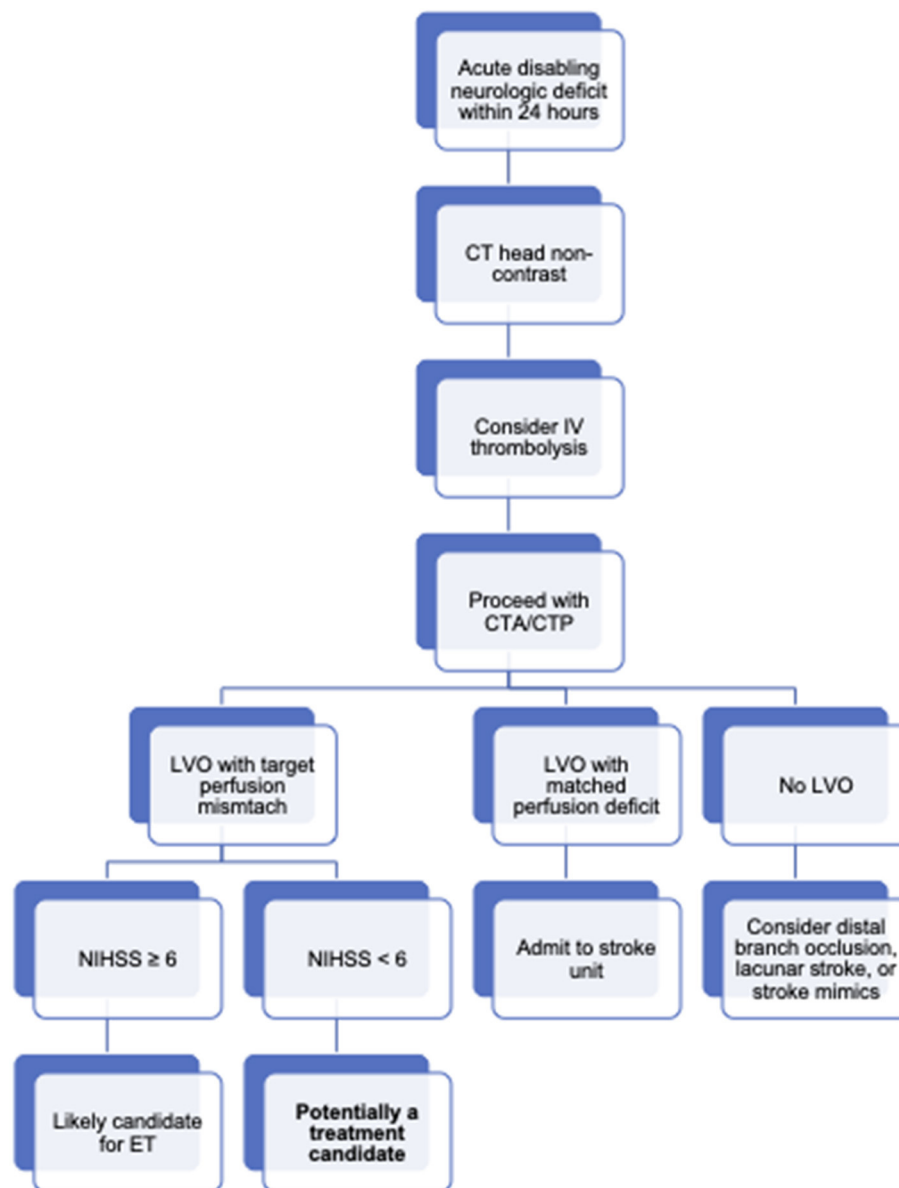 Acute disabling
neurologic deficit
within 24 hours
CT head non-
contrast
Consider IV
thrombolysis
Proceed with
CTA/CTP
LVO with target
perfusion
mismtach
LVO with
matched
perfusion deficit
No LVO
NIHSS ≥ 6
NIHSS < 6
Admit to stroke
unit
Consider distal
branch occlusion,
lacunar stroke, or
stroke mimics
Likely candidate
for ET
Potentially a
treatment
candidate